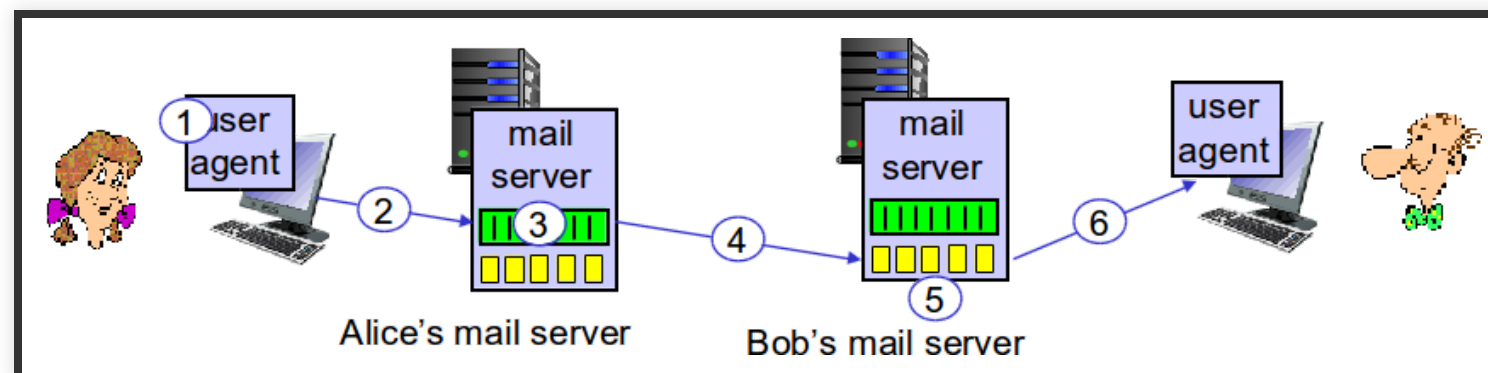 1
user
agent
2
mail
server
3
4
mail
server
5
6
user
agent
Alice's mail server
Bob's mail server